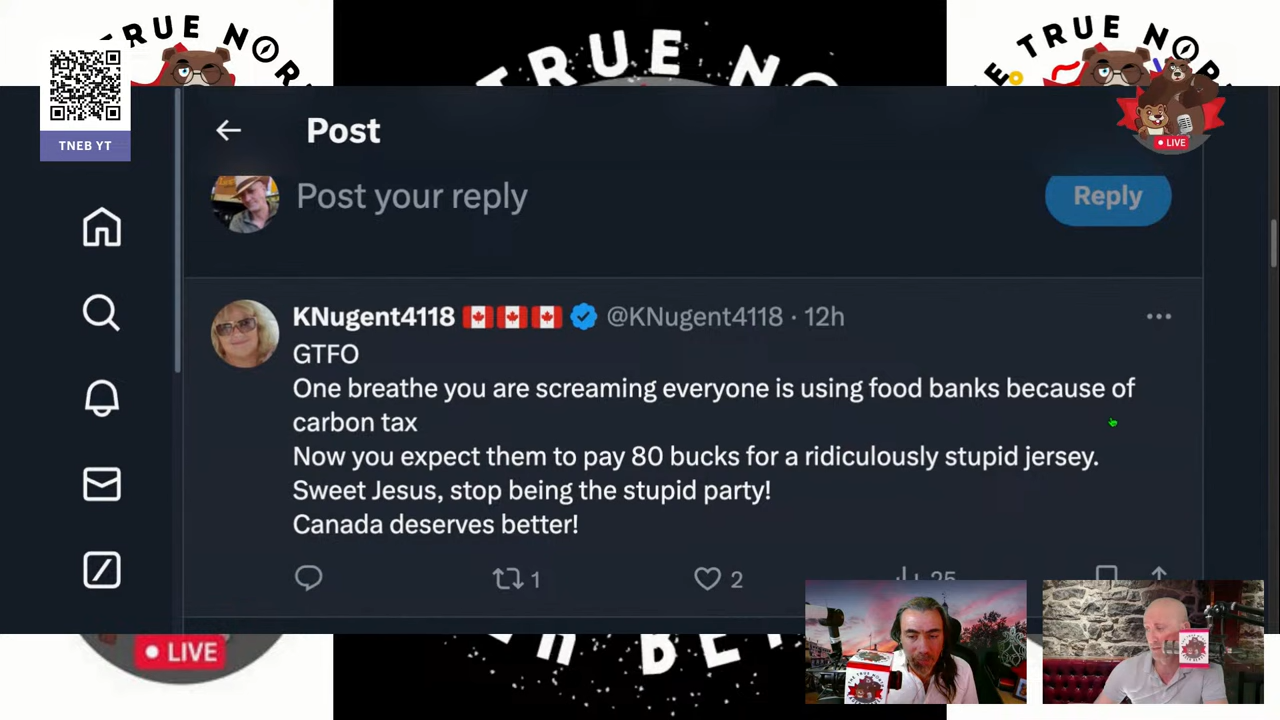 TRUE NOR
TRUE N
TRUE NOR
TNEB YT
LIVE
Post
Post your reply
Reply
KNugent4118 🇨🇦🇨🇦🇨🇦 @KNugent4118 · 12h
GTFO
One breathe you are screaming everyone is using food banks because of
carbon tax
Now you expect them to pay 80 bucks for a ridiculously stupid jersey.
Sweet Jesus, stop being the stupid party!
Canada deserves better!
1
2
25
LIVE